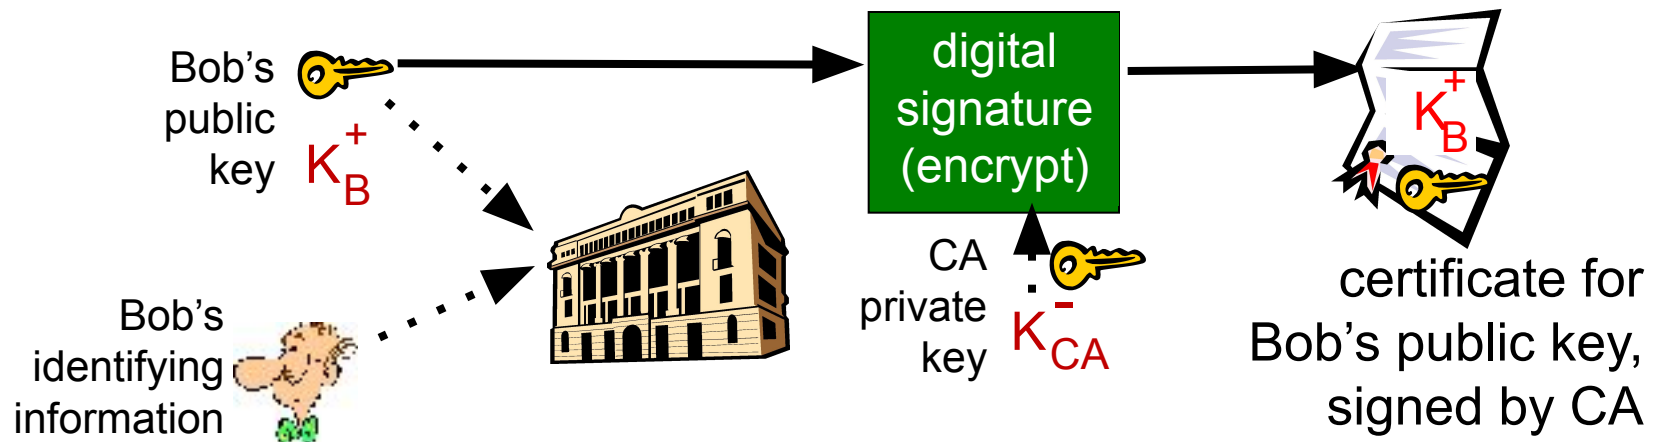 Bob’s
public
key
K
+
B
digital
signature
(encrypt)
K
+
B
Bob’s
identifying
information
CA
private
key
K
-
CA
certificate for
Bob’s public key,
signed by CA